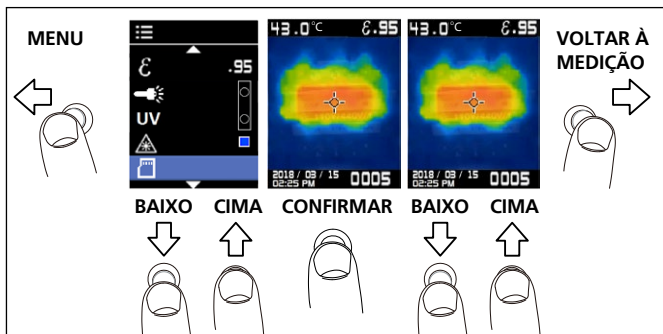 MENU
ε .95
UV
43.0°C ε.95
2018 / 03 / 15
02:25 PM 0005
43.0°C ε.95
2018 / 03 / 15
02:25 PM 0005
VOLTAR À
MEDIÇÃO
BAIXO CIMA CONFIRMAR BAIXO CIMA